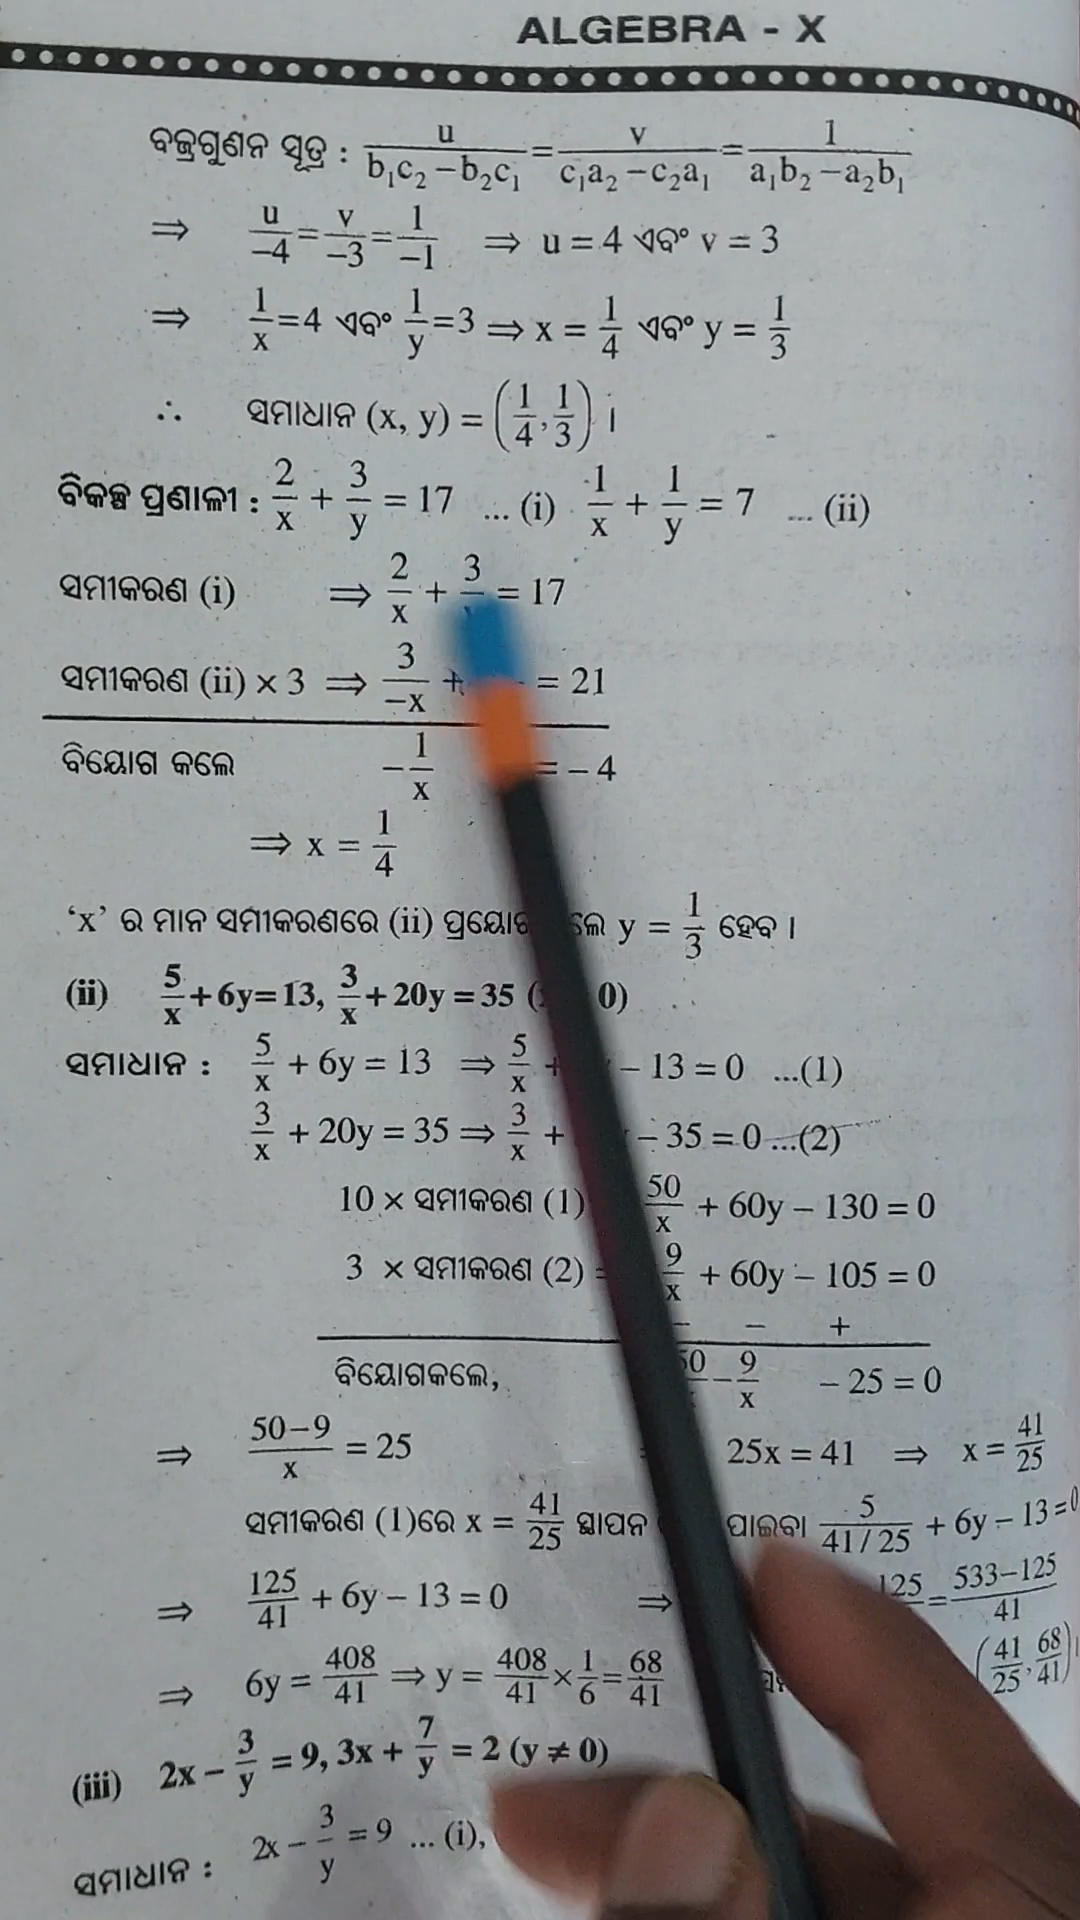 ALGEBRA - X
ବଜ୍ରଗୁଣନ ସୂତ୍ର : u/(b₁c₂ − b₂c₁) = v/(c₁a₂ − c₂a₁) = 1/(a₁b₂ − a₂b₁)
⇒ u/−4 = v/−3 = 1/−1 ⇒ u = 4 ଏବଂ v = 3
⇒ 1/x = 4 ଏବଂ 1/y = 3 ⇒ x = 1/4 ଏବଂ y = 1/3
∴ ସମାଧାନ (x, y) = (1/4, 1/3) ।
ବିକଳ୍ପ ପ୍ରଣାଳୀ : 2/x + 3/y = 17 ... (i) 1/x + 1/y = 7 ... (ii)
ସମୀକରଣ (i) ⇒ 2/x + 3/ = 17
ସମୀକରଣ (ii) × 3 ⇒ 3/−x + = 21
ବିୟୋଗ କଲେ − 1/x = − 4
⇒ x = 1/4
‘x’ ର ମାନ ସମୀକରଣରେ (ii) y = 1/3 ହେବ ।
(ii) 5/x + 6y = 13, 3/x + 20y = 35 ( 0)
ସମାଧାନ : 5/x + 6y = 13 ⇒ 5/x + − 13 = 0 ...(1)
3/x + 20y = 35 ⇒ 3/x + − 35 = 0 ...(2)
10 × ସମୀକରଣ (1) 50/x + 60y − 130 = 0
3 × ସମୀକରଣ (2) 9/x + 60y − 105 = 0
− − +
ବିୟୋଗକଲେ, − 9/x − 25 = 0
⇒ (50−9)/x = 25 25x = 41 ⇒ x = 41/25
ସମୀକରଣ (1)ରେ x = 41/25 ସ୍ଥାପନ ପାଇବା 5/(41/25) + 6y − 13 = 0
⇒ 125/41 + 6y − 13 = 0 ⇒ 125 = (533−125)/41
⇒ 6y = 408/41 ⇒ y = 408/41 × 1/6 = 68/41 (41/25, 68/41) ।
(iii) 2x − 3/y = 9, 3x + 7/y = 2 (y ≠ 0)
ସମାଧାନ : 2x − 3/y = 9 ... (i),